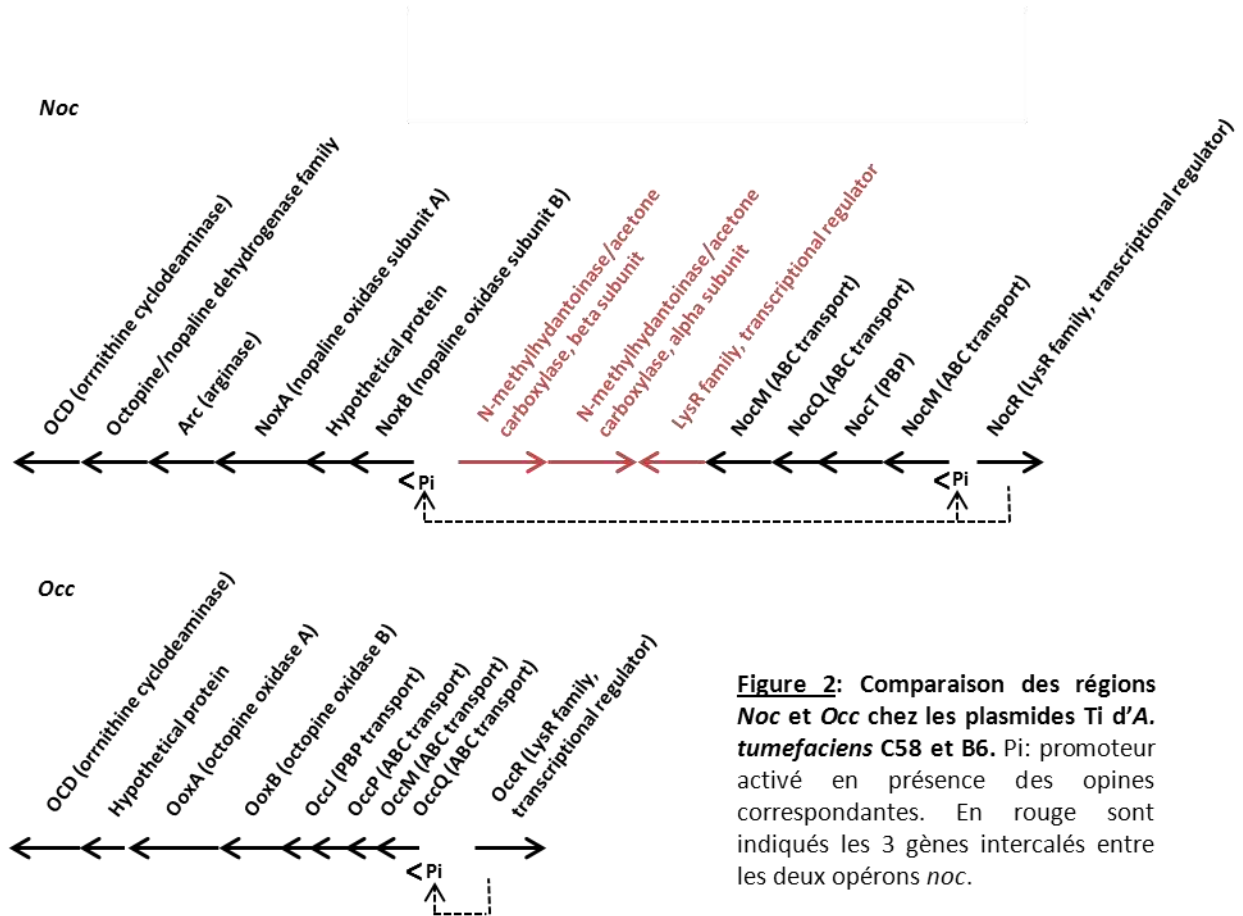 Noc
OCD (orrnithine cyclodeaminase)
Octopine/nopaline dehydrogenase family
Arc (arginase)
NoxA (nopaline oxidase subunit A)
Hypothetical protein
NoxB (nopaline oxidase subunit B)
N-methylhydantoinase/acetone
carboxylase, beta subunit
N-methylhydantoinase/acetone
carboxylase, alpha subunit
LysR family, transcriptional regulator
NocM (ABC transport)
NocQ (ABC transport)
NocT (PBP)
NocM (ABC transport)
NocR (LysR family, transcriptional regulator)
<Pi
<Pi
Occ
OCD (orrnithine cyclodeaminase)
Hypothetical protein
OoxA (octopine oxidase A)
OoxB (octopine oxidase B)
OccJ (PBP transport)
OccP (ABC transport)
OccM (ABC transport)
OccQ (ABC transport)
OccR (LysR family,
transcriptional regulator)
<Pi
Figure 2: Comparaison des régions
Noc et Occ chez les plasmides Ti d'A.
tumefaciens C58 et B6. Pi: promoteur
activé en présence des opines
correspondantes. En rouge sont
indiqués les 3 gènes intercalés entre
les deux opérons noc.